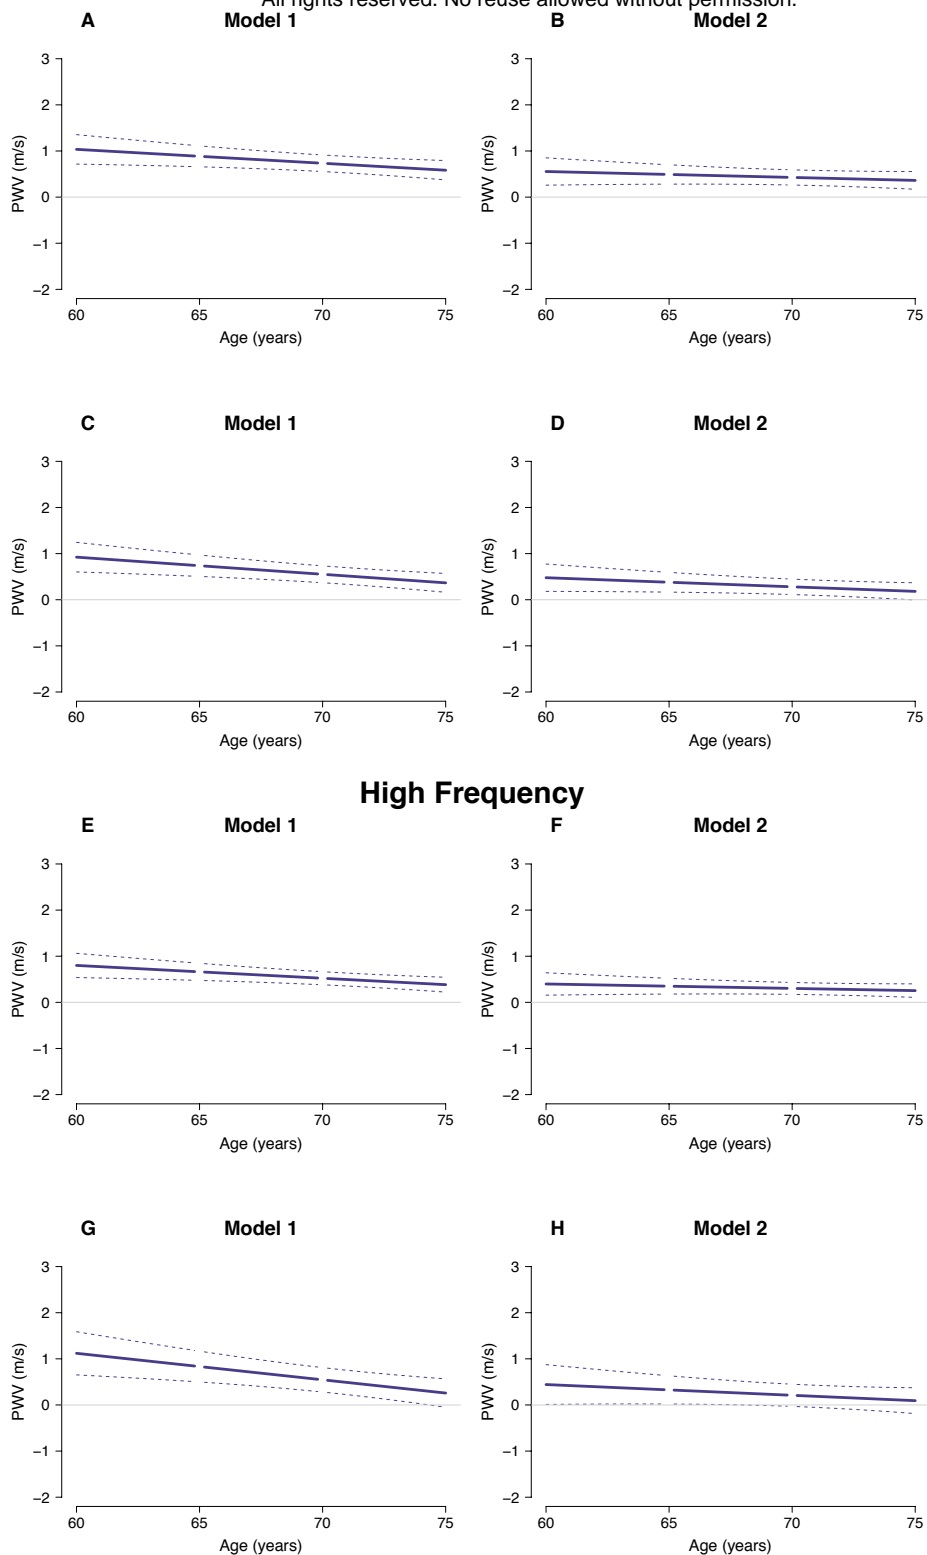 All rights reserved. No reuse allowed without permission.
A Model 1
B Model 2
3
2
1
0
−1
−2
PWV (m/s)
60 65 70 75
Age (years)
3
2
1
0
−1
−2
PWV (m/s)
60 65 70 75
Age (years)
C Model 1
D Model 2
3
2
1
0
−1
−2
PWV (m/s)
60 65 70 75
Age (years)
3
2
1
0
−1
−2
PWV (m/s)
60 65 70 75
Age (years)
High Frequency
E Model 1
F Model 2
3
2
1
0
−1
−2
PWV (m/s)
60 65 70 75
Age (years)
3
2
1
0
−1
−2
PWV (m/s)
60 65 70 75
Age (years)
G Model 1
H Model 2
3
2
1
0
−1
−2
PWV (m/s)
60 65 70 75
Age (years)
3
2
1
0
−1
−2
PWV (m/s)
60 65 70 75
Age (years)